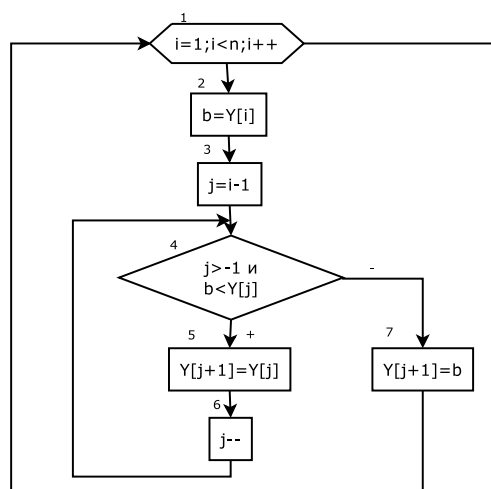 1
i=1;i<n;i++
2
b=Y[i]
3
j=i-1
4
j>-1 и
b<Y[j]
-
5
+
7
Y[j+1]=Y[j]
Y[j+1]=b
6
j--